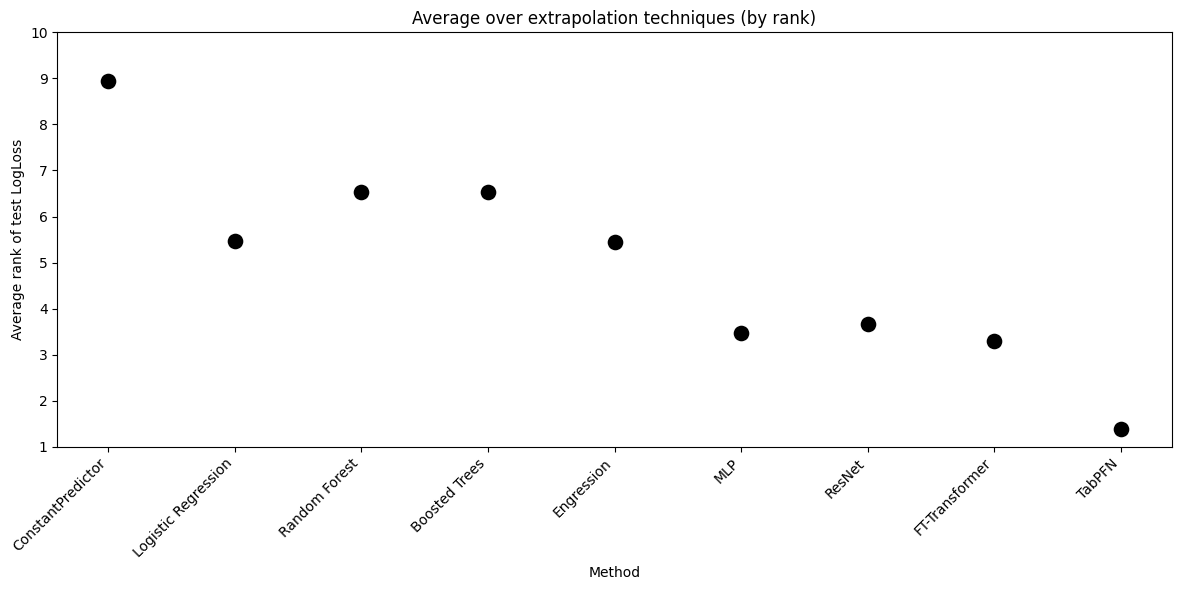 Average over extrapolation techniques (by rank)
Average rank of test LogLoss
10
9
8
7
6
5
4
3
2
1
ConstantPredictor
Logistic Regression
Random Forest
Boosted Trees
Engression
MLP
ResNet
FT-Transformer
TabPFN
Method